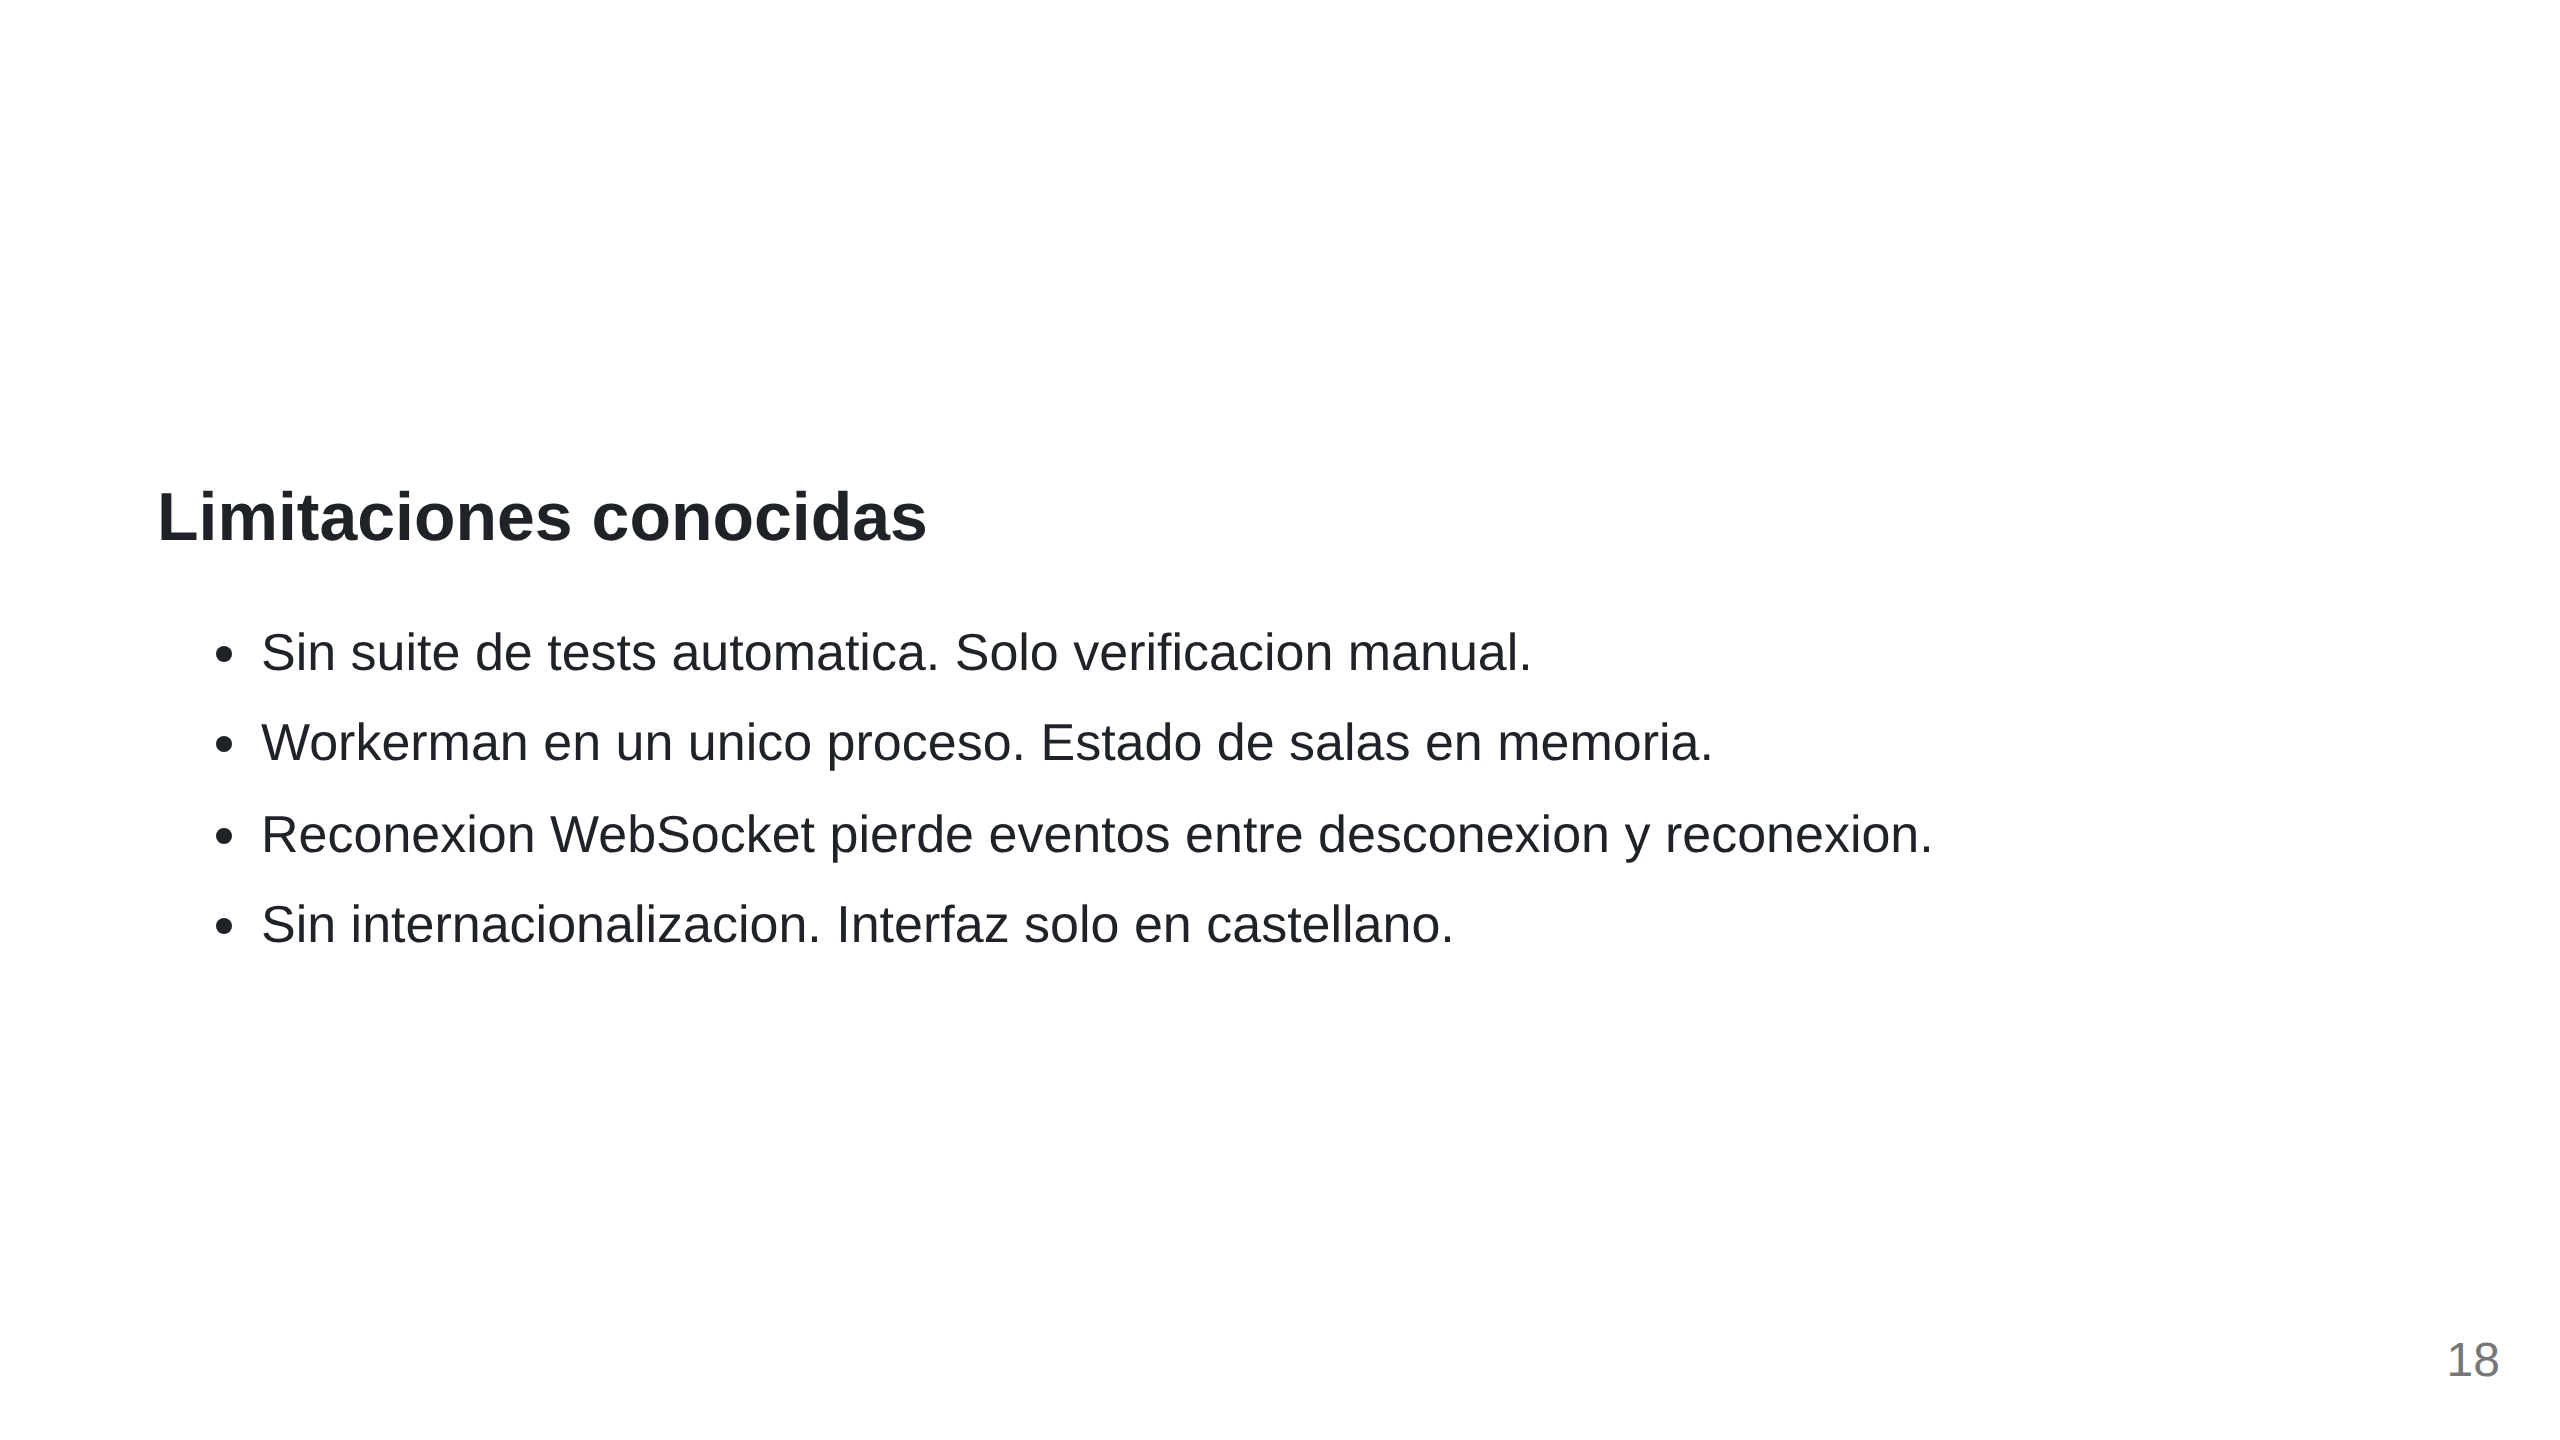 Limitaciones conocidas
• Sin suite de tests automatica. Solo verificacion manual.
• Workerman en un unico proceso. Estado de salas en memoria.
• Reconexion WebSocket pierde eventos entre desconexion y reconexion.
• Sin internacionalizacion. Interfaz solo en castellano.
18